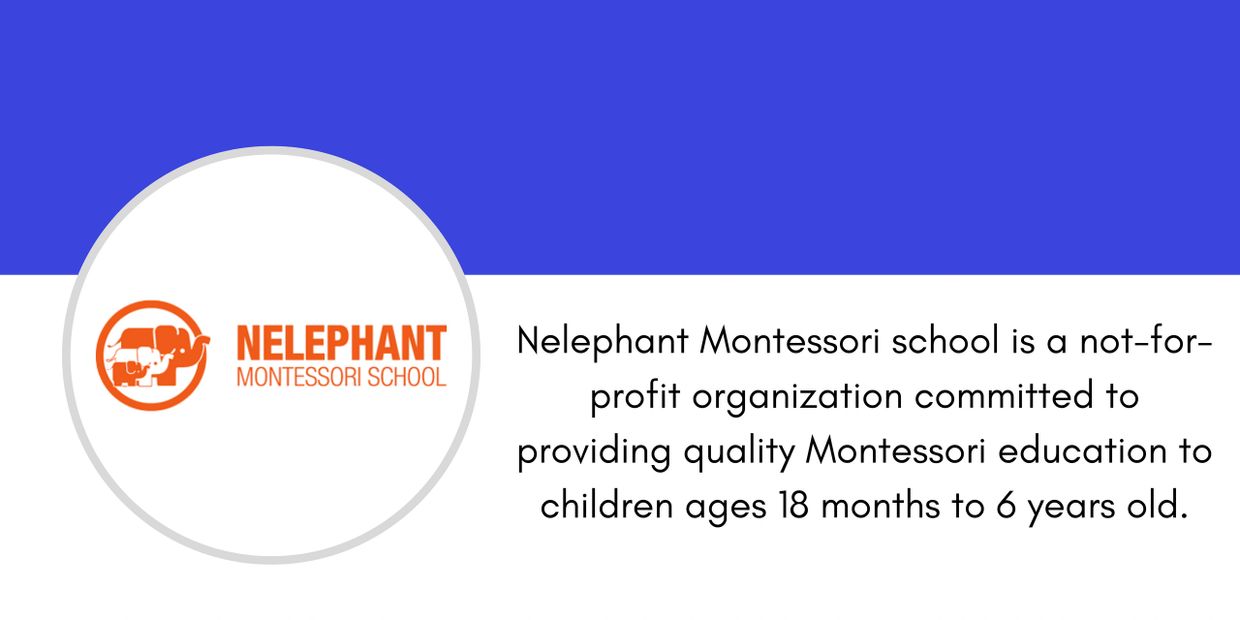 NELEPHANT
MONTESSORI SCHOOL
Nelephant Montessori school is a not-for-
profit organization committed to
providing quality Montessori education to
children ages 18 months to 6 years old.